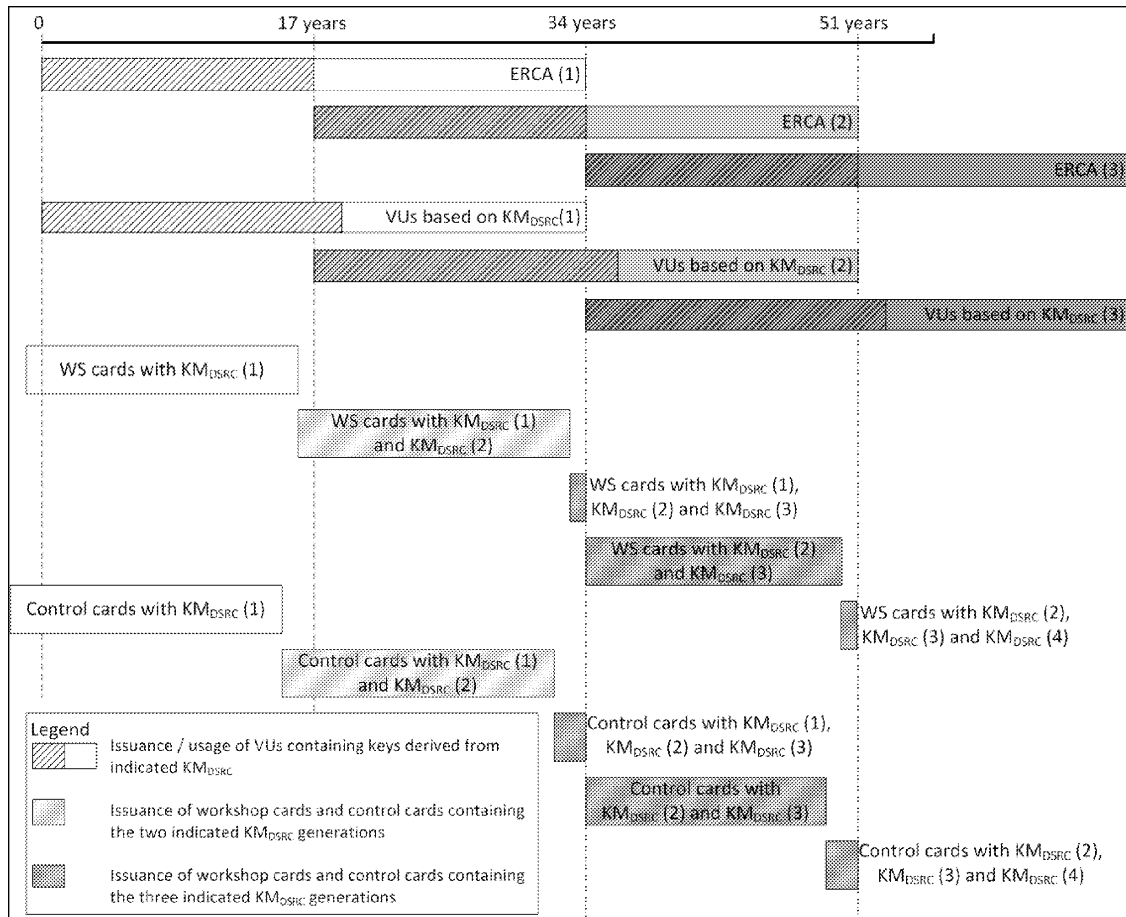 0 17 years 34 years 51 years
ERCA (1)
ERCA (2)
ERCA (3)
VUs based on KMDSRC(1)
VUs based on KMDSRC (2)
VUs based on KMDSRC (3)
WS cards with KMDSRC (1)
WS cards with KMDSRC (1)
and KMDSRC (2)
WS cards with KMDSRC (1),
KMDSRC (2) and KMDSRC (3)
WS cards with KMDSRC (2)
and KMDSRC (3)
Control cards with KMDSRC (1)
WS cards with KMDSRC (2),
KMDSRC (3) and KMDSRC (4)
Control cards with KMDSRC (1)
and KMDSRC (2)
Control cards with KMDSRC (1),
KMDSRC (2) and KMDSRC (3)
Control cards with
KMDSRC (2) and KMDSRC (3)
Control cards with KMDSRC (2),
KMDSRC (3) and KMDSRC (4)
Legend
Issuance / usage of VUs containing keys derived from
indicated KMDSRC
Issuance of workshop cards and control cards containing
the two indicated KMDSRC generations
Issuance of workshop cards and control cards containing
the three indicated KMDSRC generations